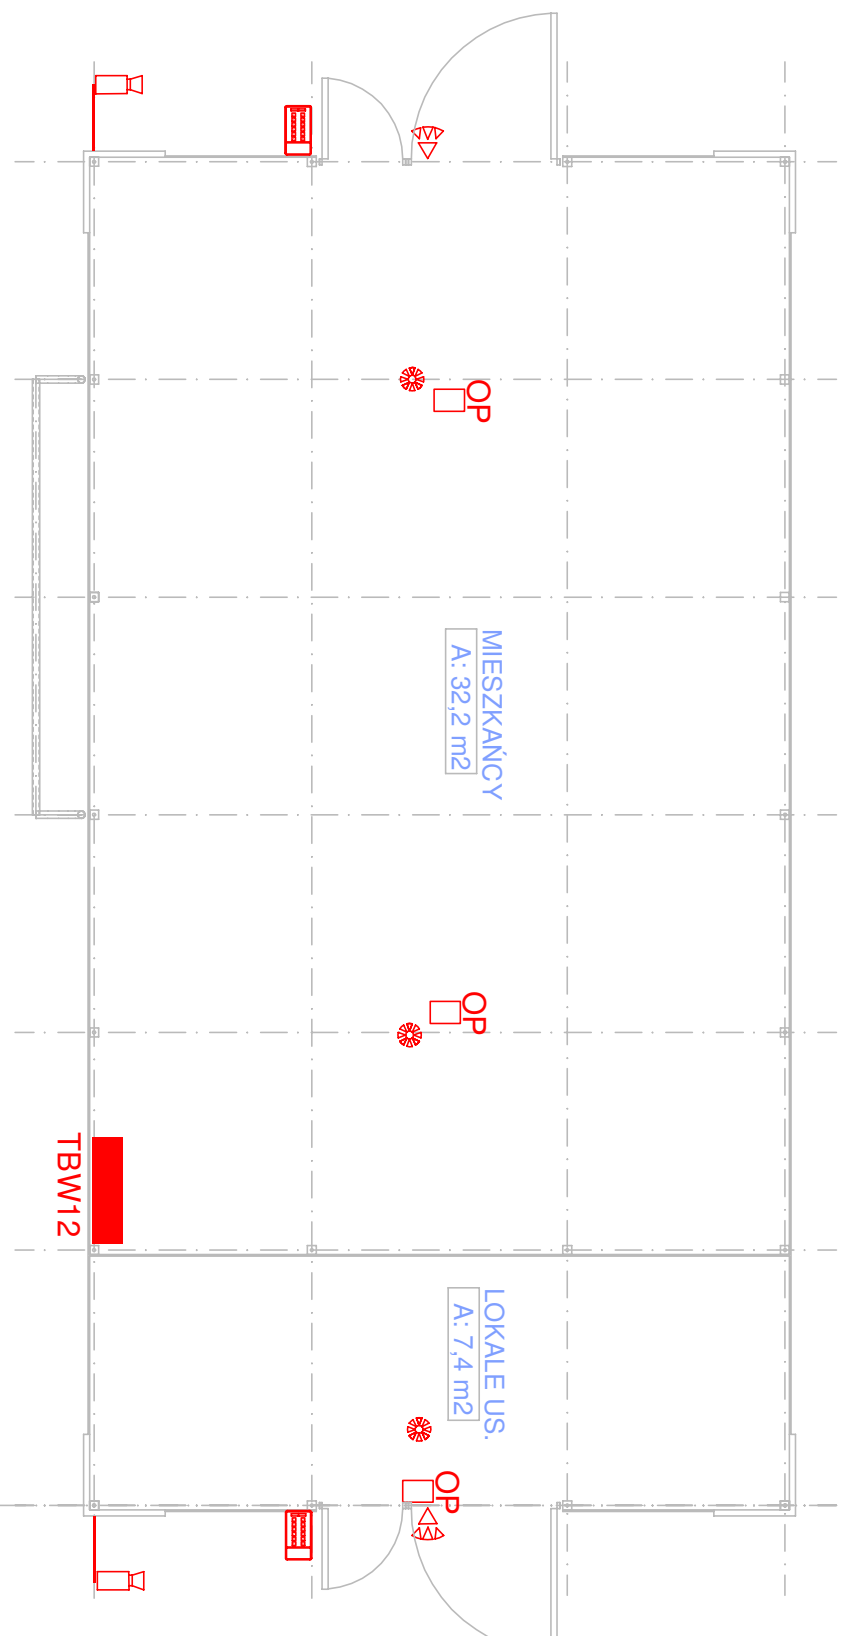 OP
MIESZKAŃCY
A: 32,2 m2
OP
TBW12
LOKALE US.
A: 7,4 m2
OP